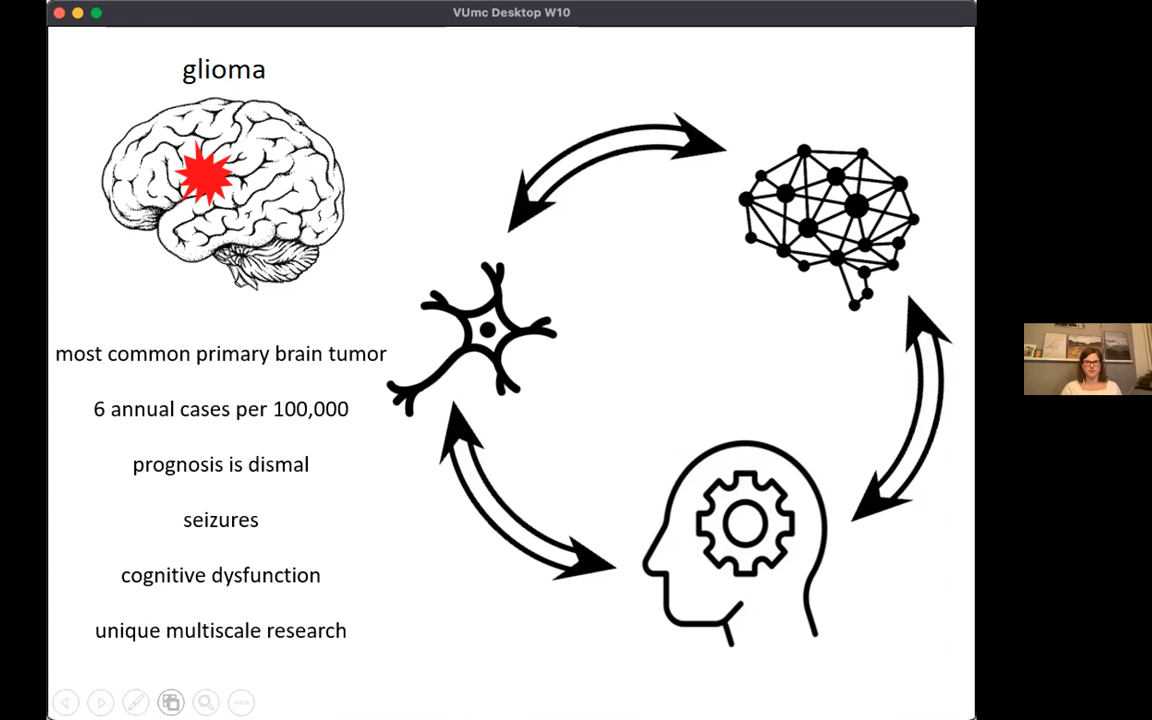 VUmc Desktop W10
glioma
most common primary brain tumor
6 annual cases per 100,000
prognosis is dismal
seizures
cognitive dysfunction
unique multiscale research